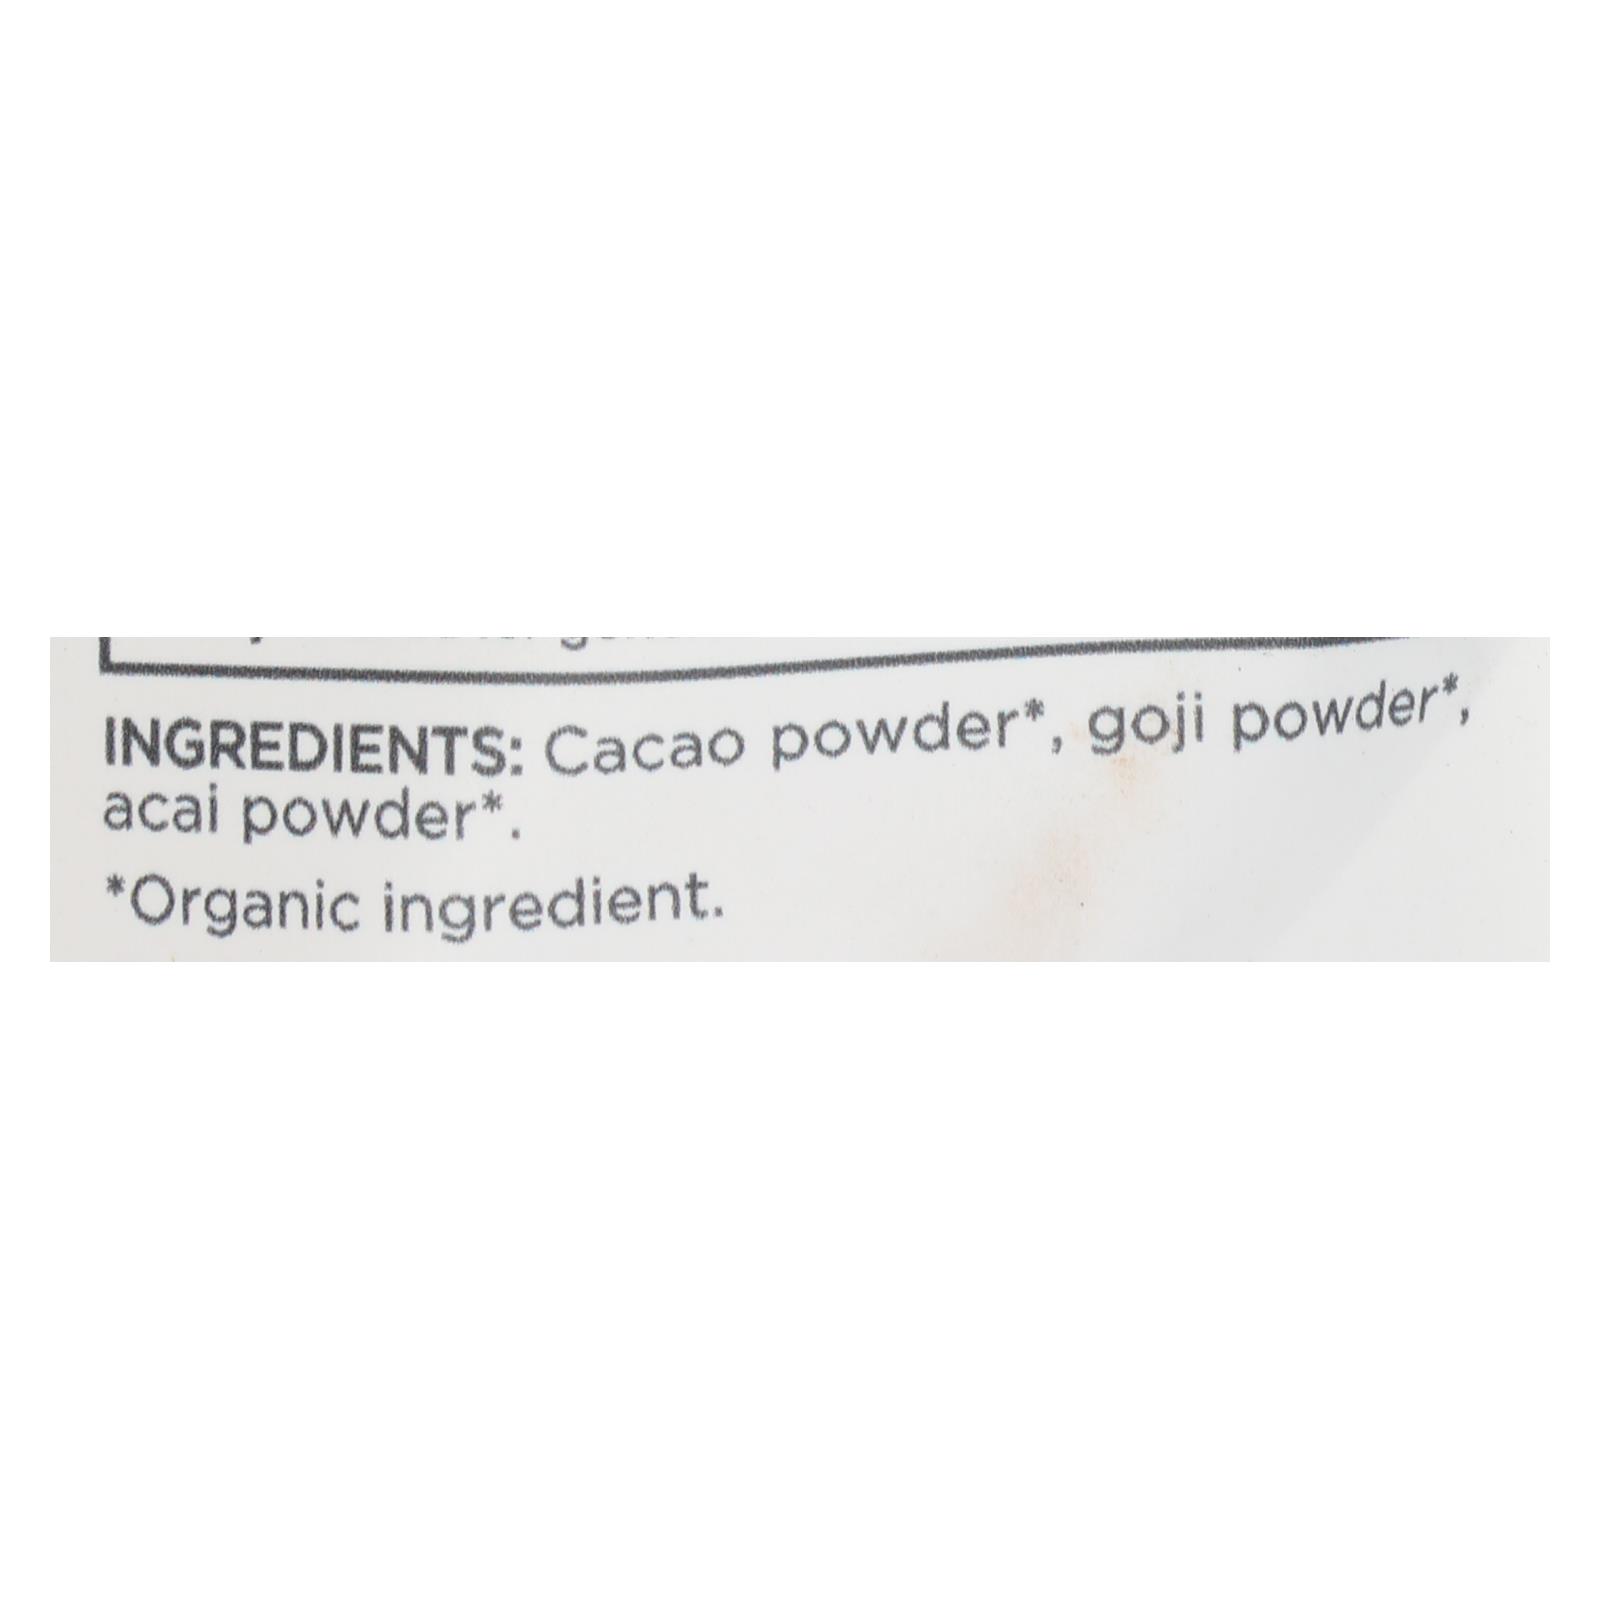 INGREDIENTS: Cacao powder*, goji powder*,
acai powder*.
*Organic ingredient.